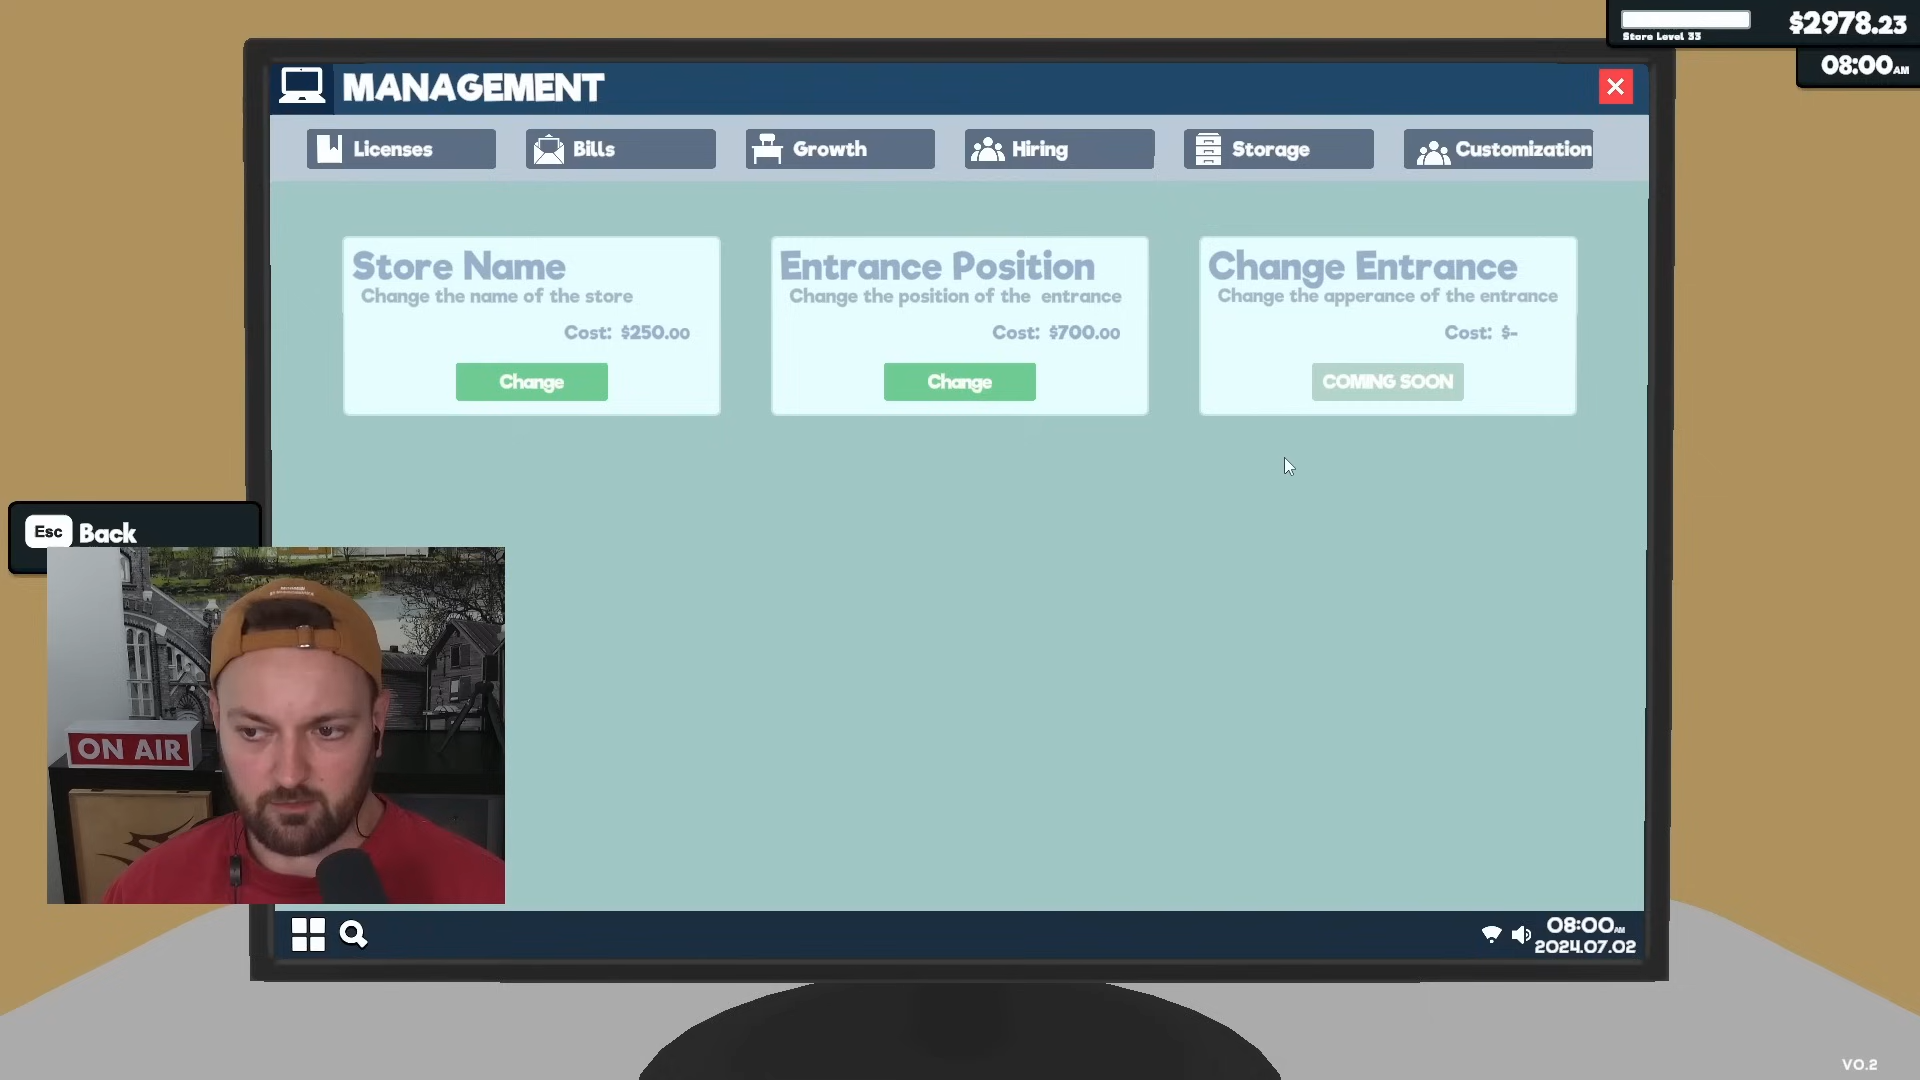 $2978.23
Store Level 33
08:00AM
MANAGEMENT
Licenses
Bills
Growth
Hiring
Storage
Customization
Store Name
Change the name of the store
Cost: $250.00
Change
Entrance Position
Change the position of the entrance
Cost: $700.00
Change
Change Entrance
Change the apperance of the entrance
Cost: $-
COMING SOON
Esc Back
ON AIR
08:00AM
2024.07.02
V0.2